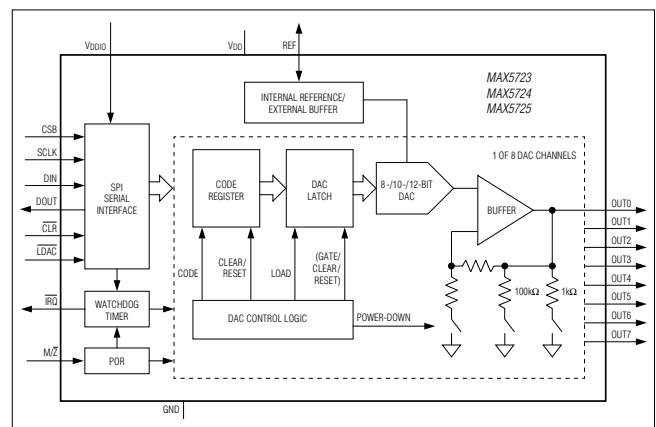 VDDIO
VDD
REF
MAX5723
MAX5724
MAX5725
INTERNAL REFERENCE/
EXTERNAL BUFFER
1 OF 8 DAC CHANNELS
CSB
SCLK
DIN
DOUT
CLR
LDAC
SPI
SERIAL
INTERFACE
CODE
REGISTER
DAC
LATCH
8-/10-/12-BIT
DAC
BUFFER
OUT0
OUT1
OUT2
OUT3
OUT4
OUT5
OUT6
OUT7
CODE
CLEAR/
RESET
LOAD
(GATE/
CLEAR/
RESET)
100kΩ
1kΩ
IRQ
WATCHDOG
TIMER
DAC CONTROL LOGIC
POWER-DOWN
M/Z
POR
GND